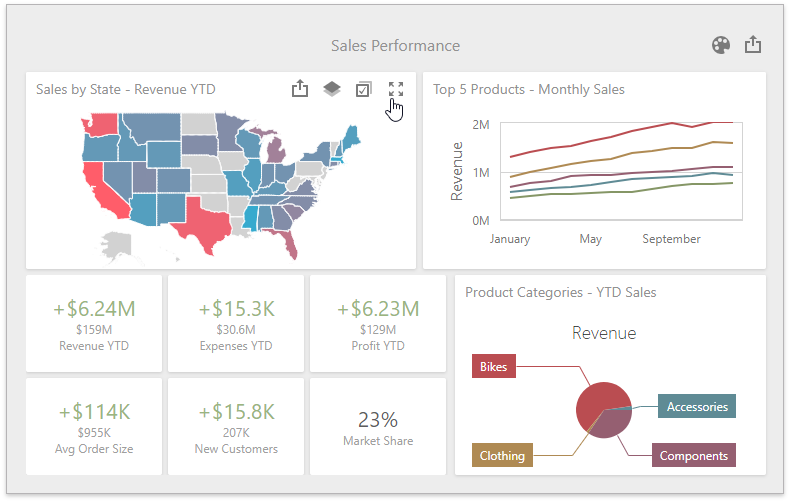 Sales Performance
Sales by State - Revenue YTD
Top 5 Products - Monthly Sales
2M
1M
0M
Revenue
January
May
September
+$6.24M
$159M
Revenue YTD
+$15.3K
$30.6M
Expenses YTD
+$6.23M
$129M
Profit YTD
+$114K
$955K
Avg Order Size
+$15.8K
207K
New Customers
23%
Market Share
Product Categories - YTD Sales
Revenue
Bikes
Accessories
Clothing
Components